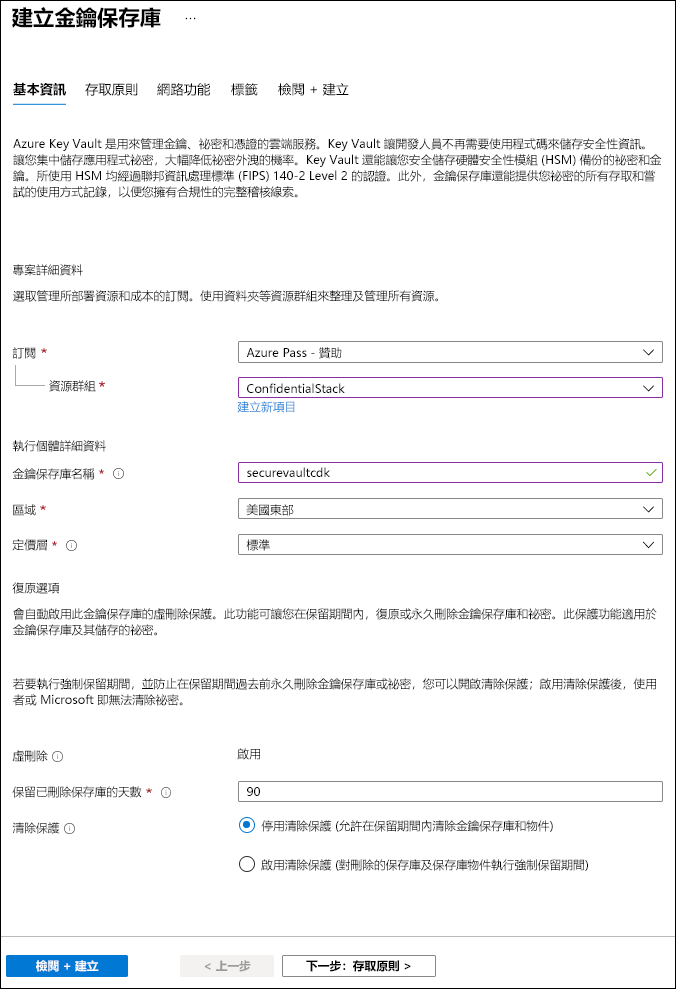 建立金鑰保存庫 ...
基本資訊 存取原則 網路功能 標籤 檢閱 + 建立
Azure Key Vault 是用來管理金鑰、祕密和憑證的雲端服務。Key Vault 讓開發人員不再需要使用程式碼來儲存安全性資訊。
讓您集中儲存應用程式祕密，大幅降低祕密外洩的機率。Key Vault 還能讓您安全儲存硬體安全性模組 (HSM) 備份的祕密和金
鑰。所使用 HSM 均經過聯邦資訊處理標準 (FIPS) 140-2 Level 2 的認證。此外，金鑰保存庫還能提供您祕密的所有存取和嘗
試的使用方式記錄，以便您擁有合規性的完整稽核線索。
專案詳細資料
選取管理所部署資源和成本的訂閱。使用資料夾等資源群組來整理及管理所有資源。
訂閱 * Azure Pass - 贊助
資源群組 * ConfidentialStack
建立新項目
執行個體詳細資料
金鑰保存庫名稱 * securevaultcdk
區域 * 美國東部
定價層 * 標準
復原選項
會自動啟用此金鑰保存庫的虛刪除保護。此功能可讓您在保留期間內，復原或永久刪除金鑰保存庫和祕密。此保護功能適用於
金鑰保存庫及其儲存的祕密。
若要執行強制保留期間，並防止在保留期間過去前永久刪除金鑰保存庫或祕密，您可以開啟清除保護；啟用清除保護後，使用
者或 Microsoft 即無法清除祕密。
虛刪除 啟用
保留已刪除保存庫的天數 * 90
清除保護 停用清除保護 (允許在保留期間內清除金鑰保存庫和物件)
啟用清除保護 (對刪除的保存庫及保存庫物件執行強制保留期間)
檢閱 + 建立 < 上一步 下一步：存取原則 >